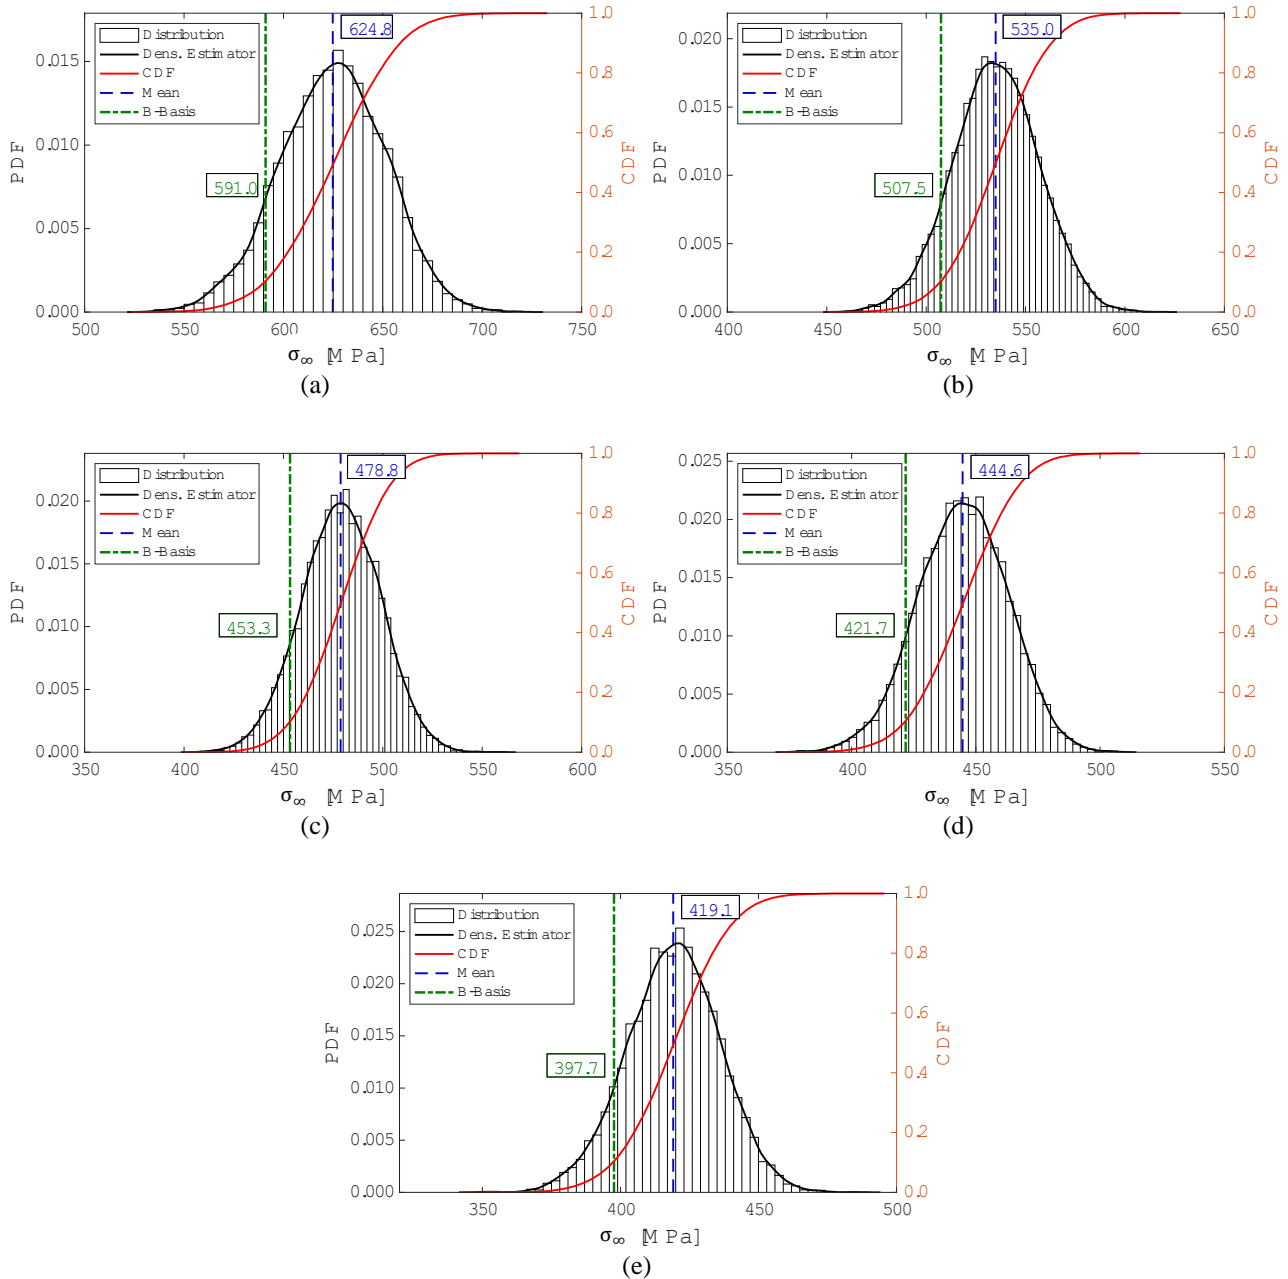 0.015
0.010
0.005
0.000
PDF
Distribution
Dens. Estimator
CDF
Mean
B-Basis
624.8
591.0
1.0
0.8
0.6
0.4
0.2
0.0
CDF
500 550 600 650 700 750
σ∞ [MPa]
(a)
0.020
0.015
0.010
0.005
0.000
PDF
Distribution
Dens. Estimator
CDF
Mean
B-Basis
535.0
507.5
1.0
0.8
0.6
0.4
0.2
0.0
CDF
400 450 500 550 600 650
σ∞ [MPa]
(b)
0.020
0.015
0.010
0.005
0.000
PDF
Distribution
Dens. Estimator
CDF
Mean
B-Basis
478.8
453.3
1.0
0.8
0.6
0.4
0.2
0.0
CDF
350 400 450 500 550 600
σ∞ [MPa]
(c)
0.025
0.020
0.015
0.010
0.005
0.000
PDF
Distribution
Dens. Estimator
CDF
Mean
B-Basis
444.6
421.7
1.0
0.8
0.6
0.4
0.2
0.0
CDF
350 400 450 500 550
σ∞ [MPa]
(d)
0.025
0.020
0.015
0.010
0.005
0.000
PDF
Distribution
Dens. Estimator
CDF
Mean
B-Basis
419.1
397.7
1.0
0.8
0.6
0.4
0.2
0.0
CDF
350 400 450 500
σ∞ [MPa]
(e)